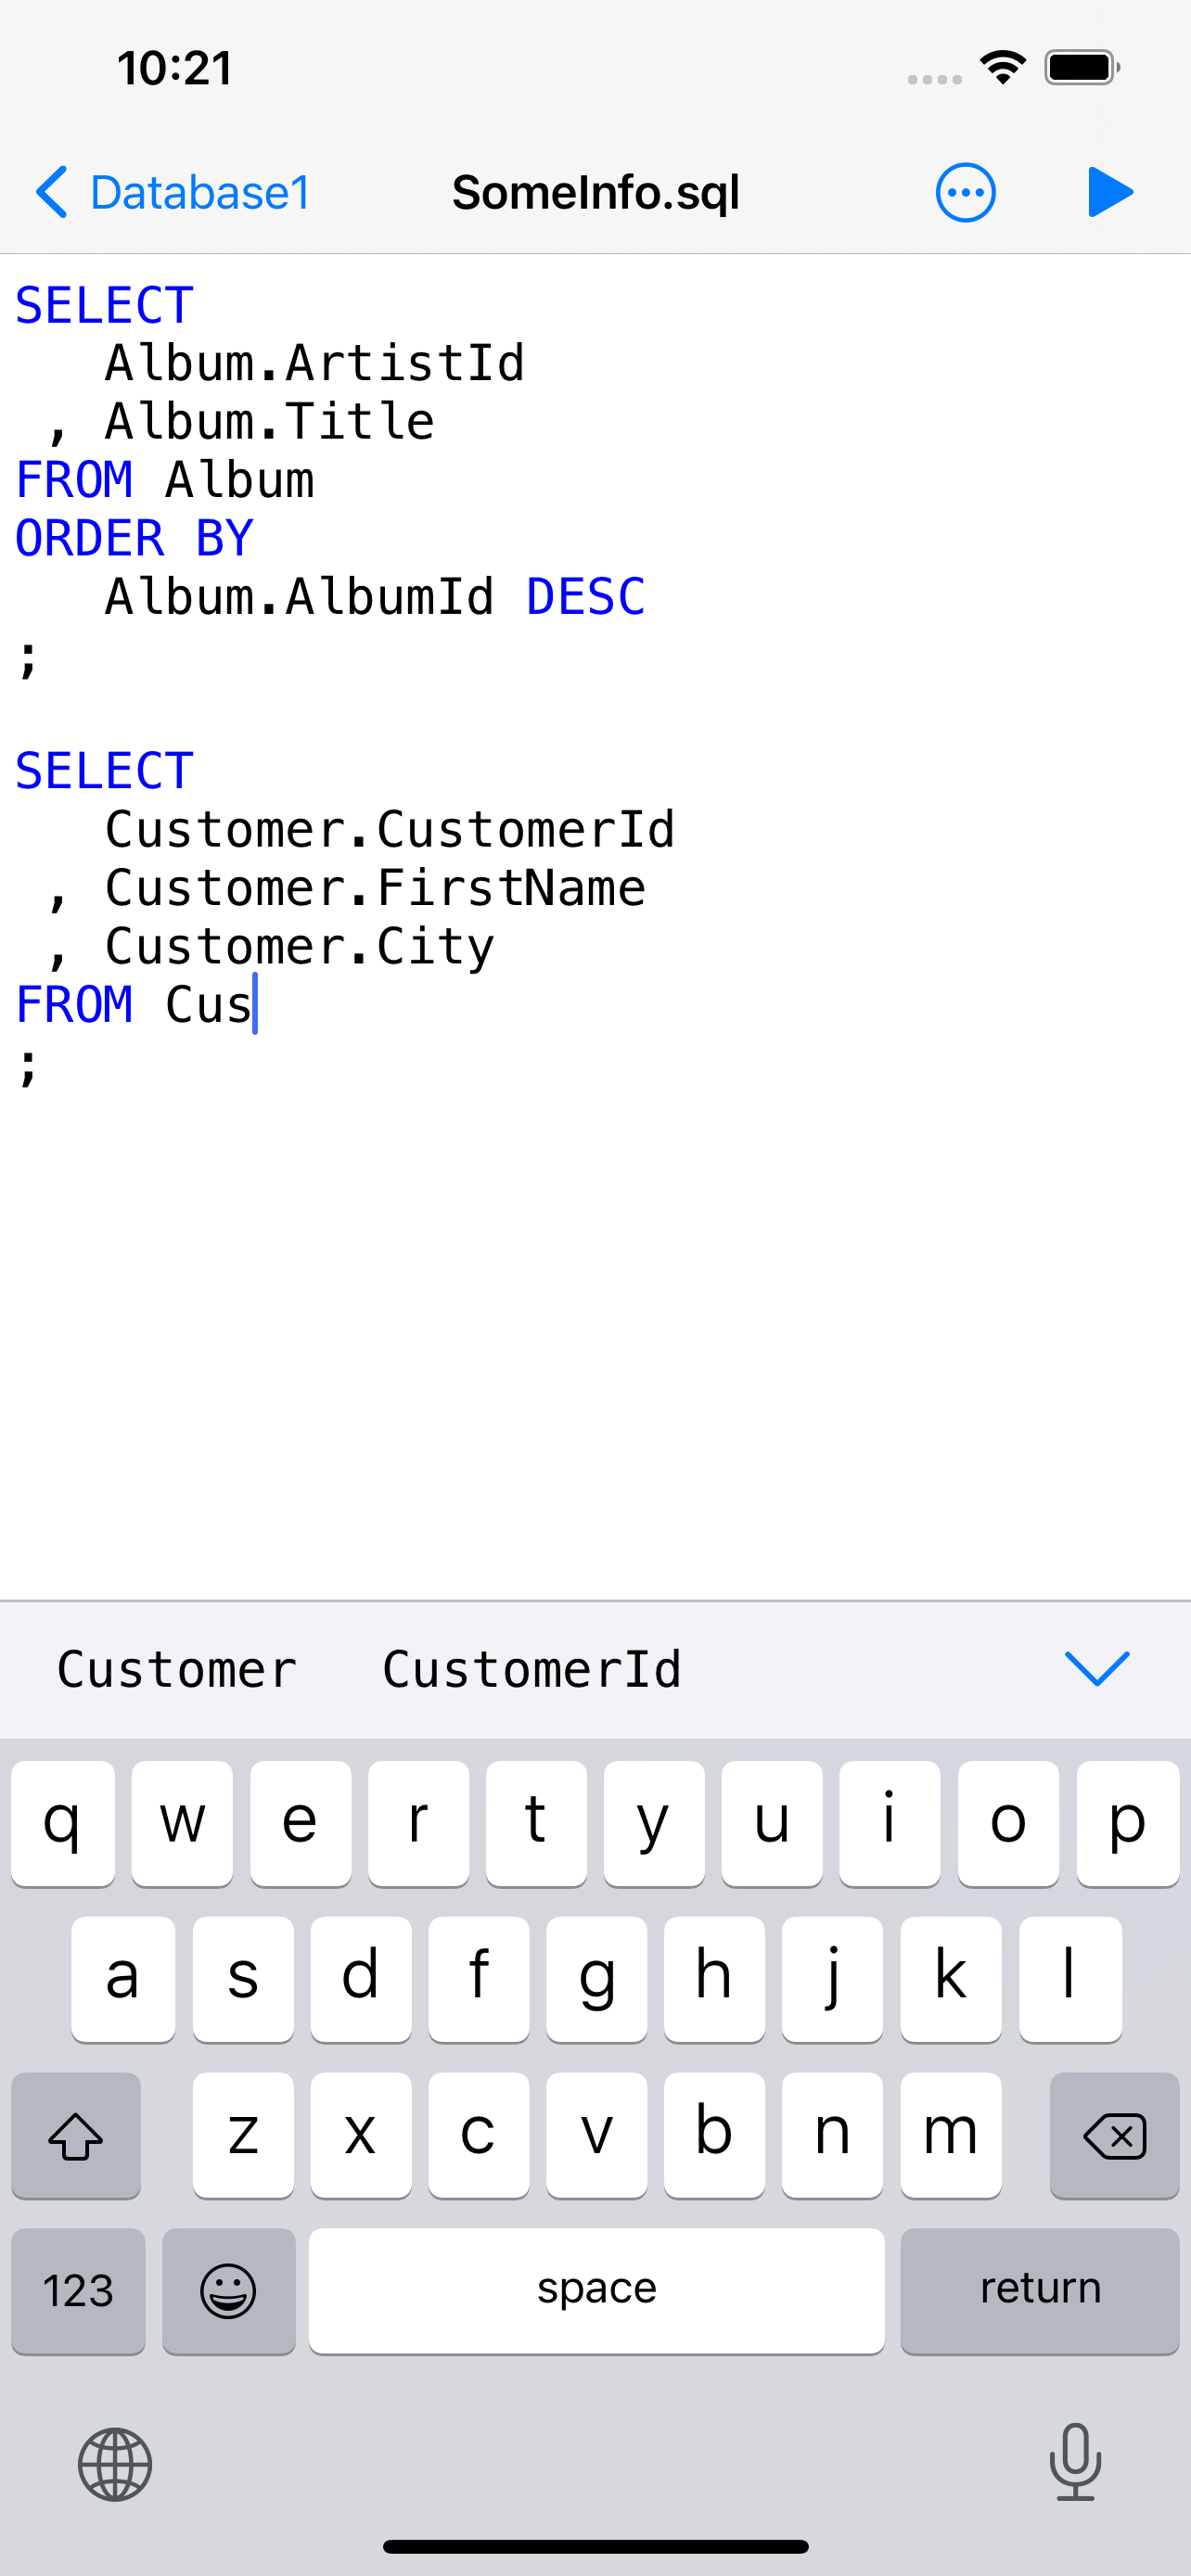 10:21
Database1 SomeInfo.sql
SELECT
   Album.ArtistId
 , Album.Title
FROM Album
ORDER BY
   Album.AlbumId DESC
;
SELECT
   Customer.CustomerId
 , Customer.FirstName
 , Customer.City
FROM Cus
;
Customer CustomerId
q w e r t y u i o p
a s d f g h j k l
z x c v b n m
123 space return